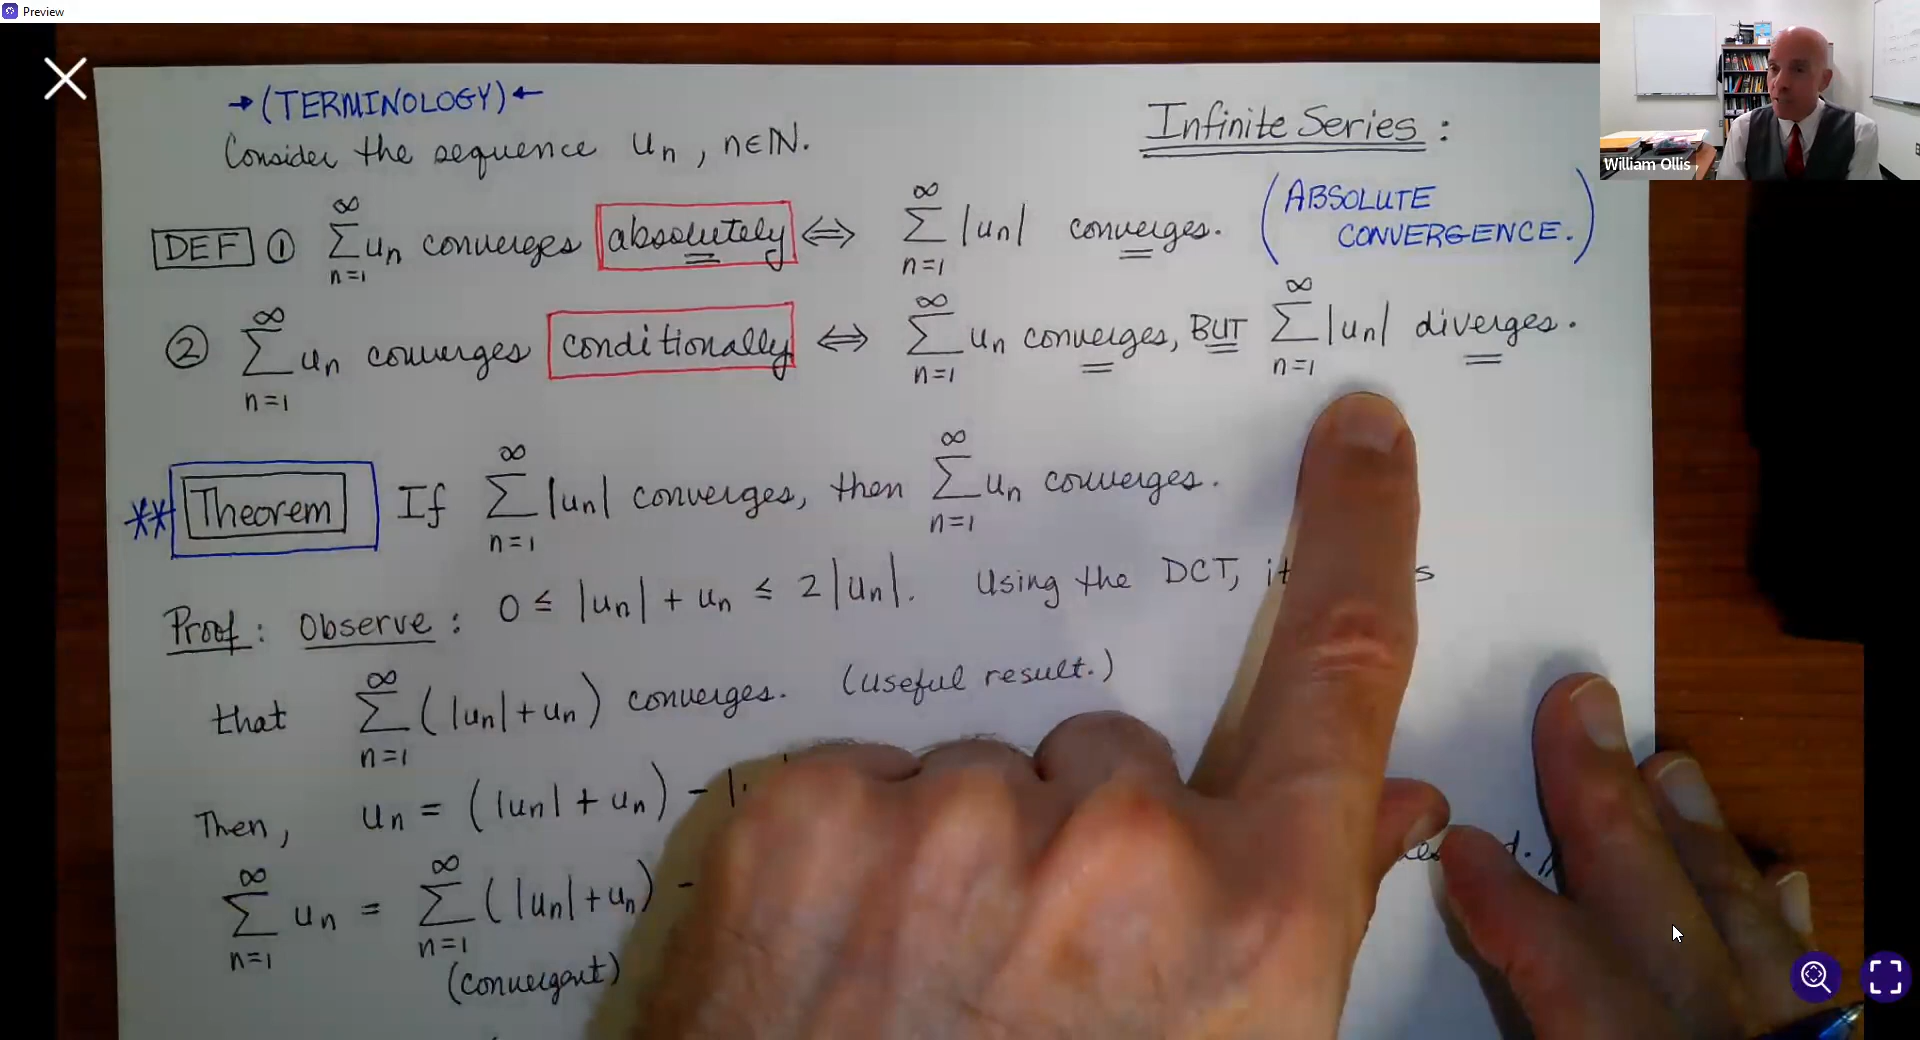 Preview
→(TERMINOLOGY)←
Consider the sequence uₙ, n∈ℕ.
Infinite Series:
William Ollis
DEF ① ∑_{n=1}^{∞} uₙ converges absolutely ⇔ ∑_{n=1}^{∞} |uₙ| converges. (ABSOLUTE CONVERGENCE.)
② ∑_{n=1}^{∞} uₙ converges conditionally ⇔ ∑_{n=1}^{∞} uₙ converges, BUT ∑_{n=1}^{∞} |uₙ| diverges.
** Theorem If ∑_{n=1}^{∞} |uₙ| converges, then ∑_{n=1}^{∞} uₙ converges.
Proof: Observe: 0 ≤ |uₙ| + uₙ ≤ 2|uₙ|. Using the DCT, it
that ∑_{n=1}^{∞} (|uₙ| + uₙ) converges. (useful result.)
Then, uₙ = (|uₙ| + uₙ) -
∑_{n=1}^{∞} uₙ = ∑_{n=1}^{∞} (|uₙ| + uₙ) -
(convergent)